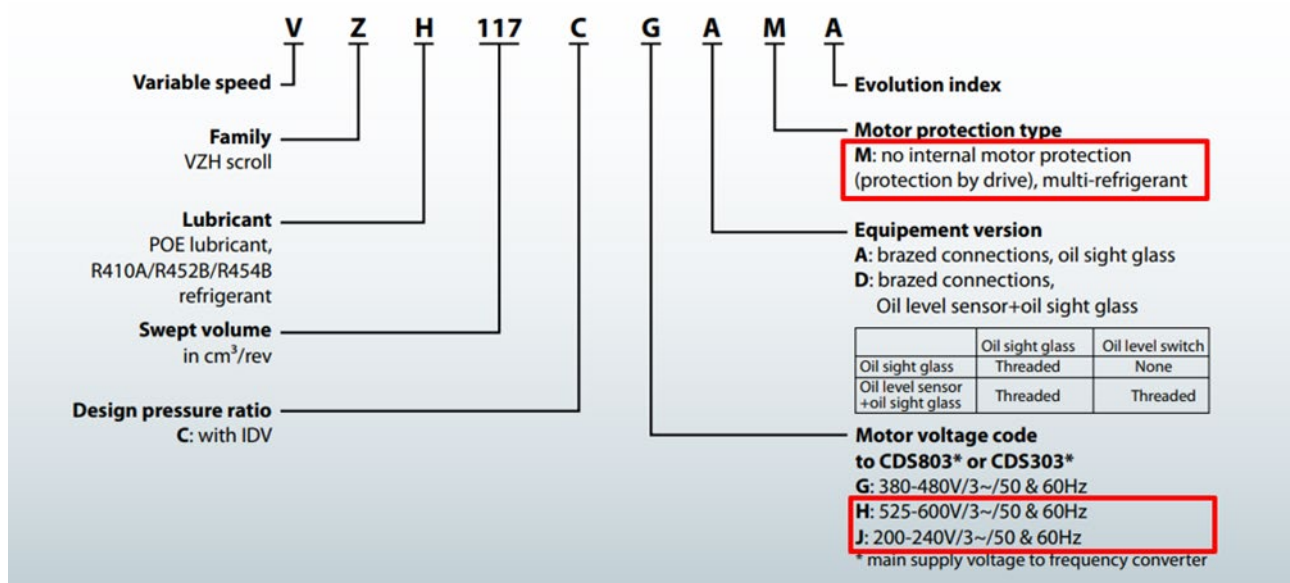 V Z H 117 C G A M A
Variable speed
Family
VZH scroll
Lubricant
POE lubricant,
R410A/R452B/R454B
refrigerant
Swept volume
in cm³/rev
Design pressure ratio
C: with IDV
Evolution index
Motor protection type
M: no internal motor protection
(protection by drive), multi-refrigerant
Equipement version
A: brazed connections, oil sight glass
D: brazed connections,
Oil level sensor+oil sight glass
Oil sight glass Oil level switch
Oil sight glass Threaded None
Oil level sensor
+oil sight glass Threaded Threaded
Motor voltage code
to CDS803* or CDS303*
G: 380-480V/3~/50 & 60Hz
H: 525-600V/3~/50 & 60Hz
J: 200-240V/3~/50 & 60Hz
* main supply voltage to frequency converter